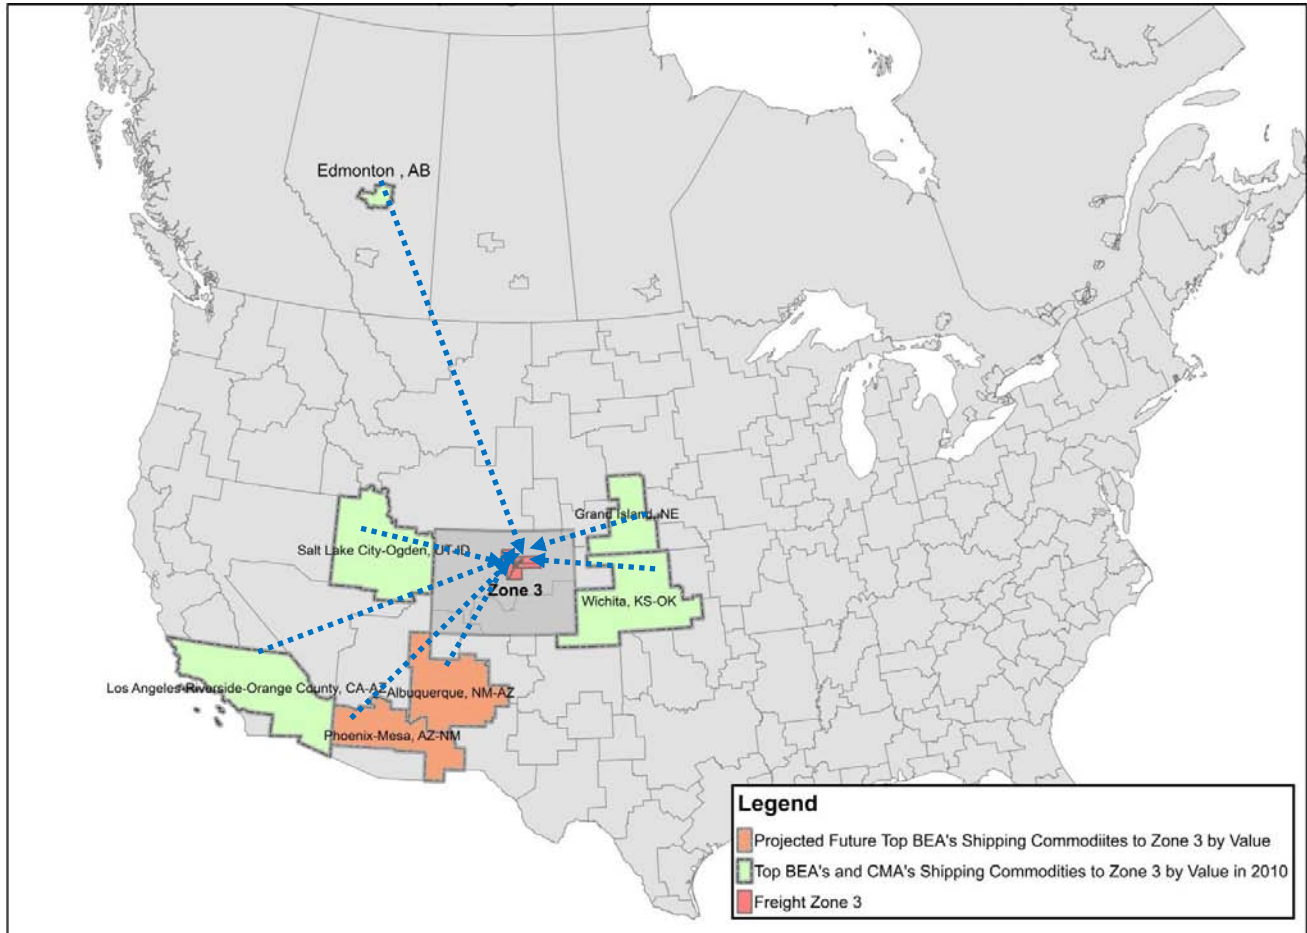 Edmonton , AB
Grand Island, NE
Salt Lake City-Ogden, UT-ID
Zone 3
Wichita, KS-OK
Los Angeles-Riverside-Orange County, CA-AZ
Albuquerque, NM-AZ
Phoenix-Mesa, AZ-NM
Legend
Projected Future Top BEA's Shipping Commodiites to Zone 3 by Value
Top BEA's and CMA's Shipping Commodities to Zone 3 by Value in 2010
Freight Zone 3